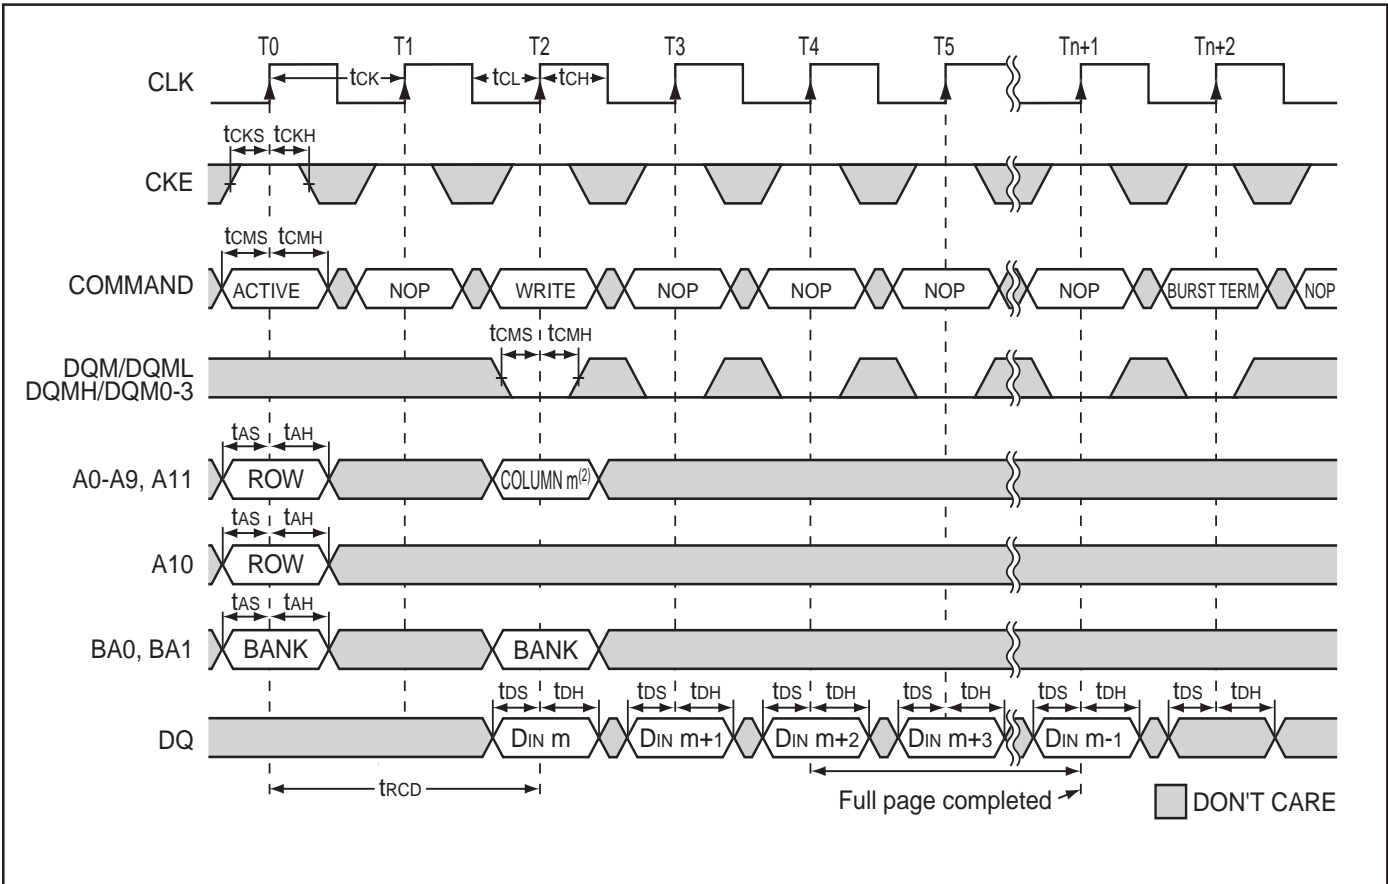 T0 T1 T2 T3 T4 T5 Tn+1 Tn+2
CLK tCK tCL tCH
tCKS tCKH
CKE
tCMS tCMH
COMMAND ACTIVE NOP WRITE NOP NOP NOP NOP BURST TERM NOP
tCMS tCMH
DQM/DQML
DQMH/DQM0-3
tAS tAH
A0-A9, A11 ROW COLUMN m(2)
tAS tAH
A10 ROW
tAS tAH
BA0, BA1 BANK BANK
tDS tDH tDS tDH tDS tDH tDS tDH tDS tDH tDS tDH
DQ DIN m DIN m+1 DIN m+2 DIN m+3 DIN m-1
tRCD
Full page completed DON'T CARE